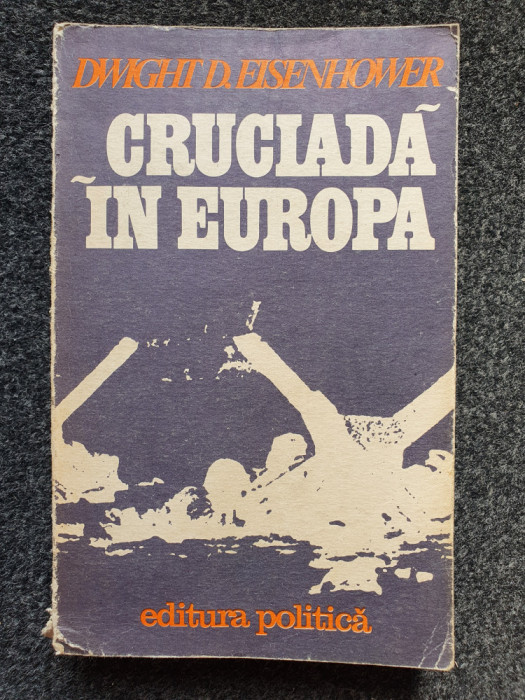 DWIGHT D. EISENHOWER
CRUCIADĂ
ÎN EUROPA
editura politică